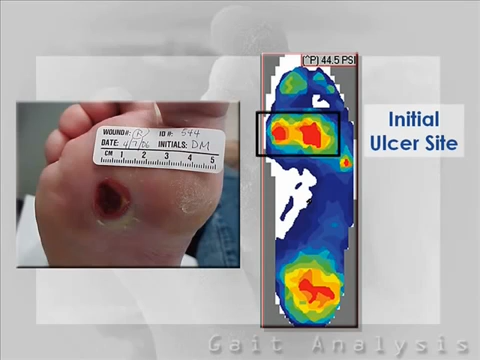 (^P) 44.5 PSI
Initial
Ulcer Site
WOUND#: B ID #: 544
DATE: 4/7/06 INITIALS: DM
CM 1 2 3 4 5
Gait Analysis